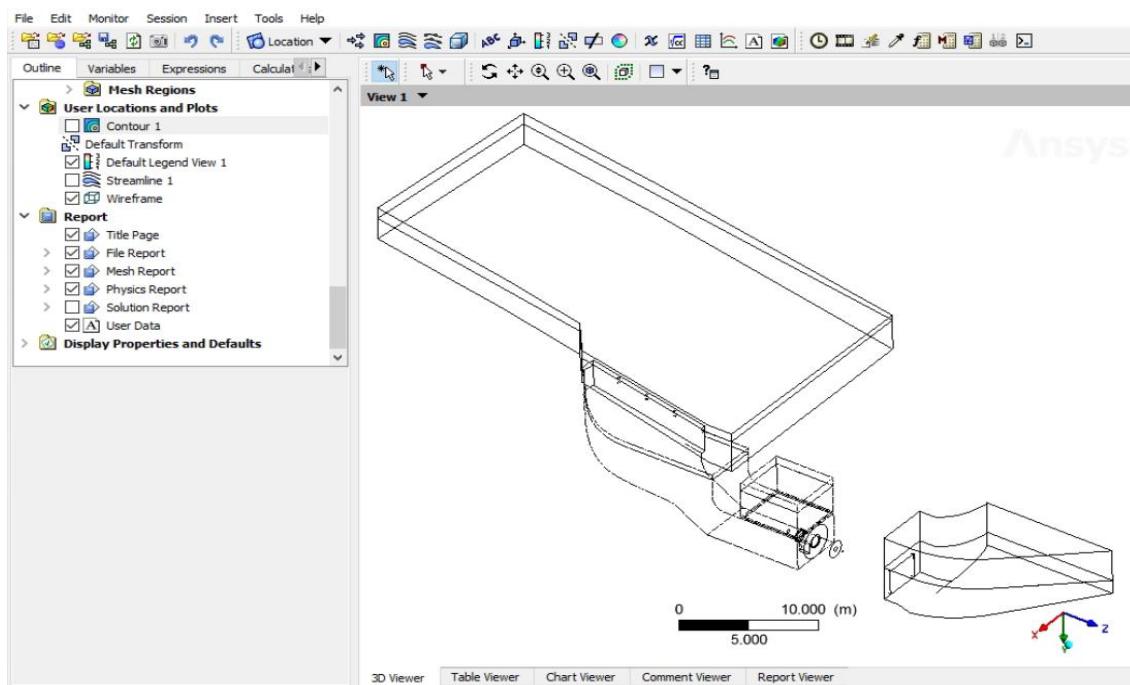 File Edit Monitor Session Insert Tools Help
Location
Outline Variables Expressions Calculat
View 1
Mesh Regions
User Locations and Plots
Contour 1
Default Transform
Default Legend View 1
Streamline 1
Wireframe
Report
Title Page
File Report
Mesh Report
Physics Report
Solution Report
A User Data
Display Properties and Defaults
Ansys
0 10.000 (m)
5.000
X Y Z
3D Viewer Table Viewer Chart Viewer Comment Viewer Report Viewer